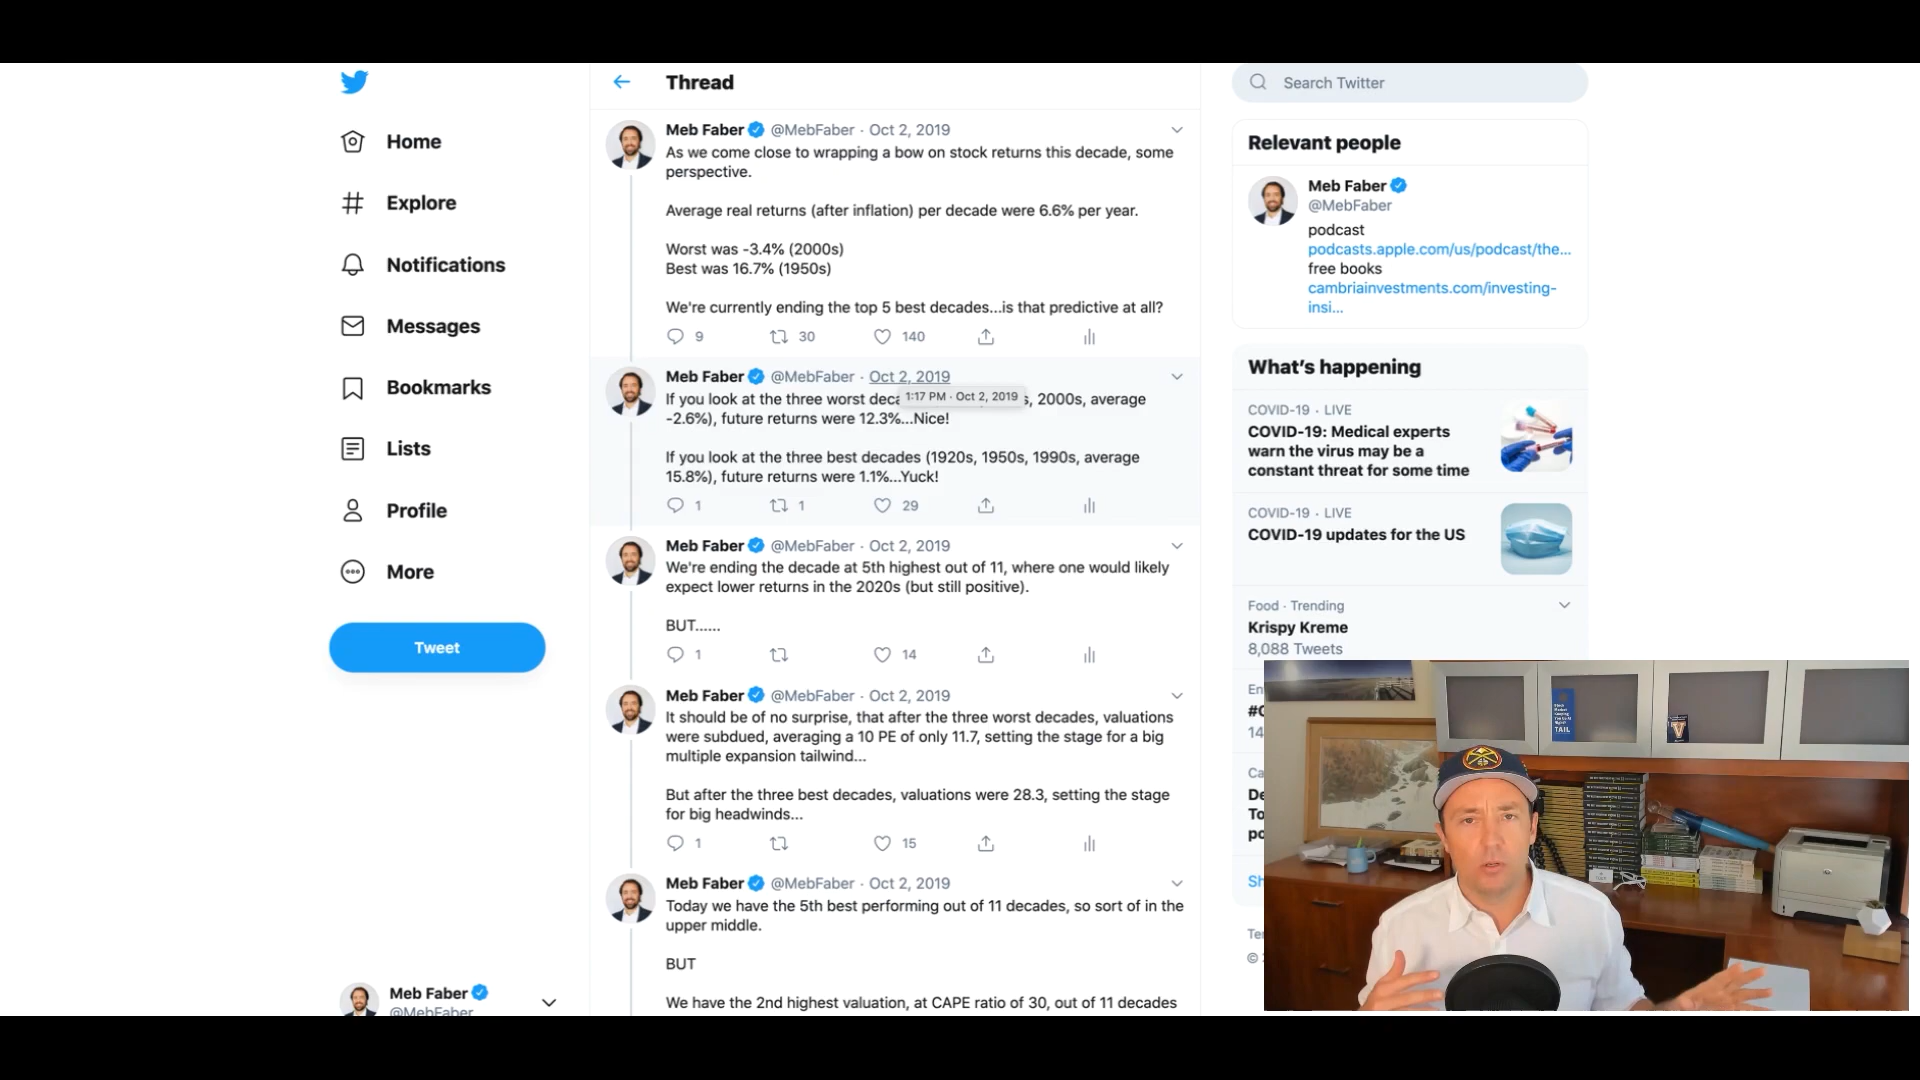 Home
Explore
Notifications
Messages
Bookmarks
Lists
Profile
More
Tweet
Meb Faber
@MebFaber
Thread
Meb Faber @MebFaber · Oct 2, 2019
As we come close to wrapping a bow on stock returns this decade, some
perspective.
Average real returns (after inflation) per decade were 6.6% per year.
Worst was -3.4% (2000s)
Best was 16.7% (1950s)
We're currently ending the top 5 best decades...is that predictive at all?
9 30 140
Meb Faber @MebFaber · Oct 2, 2019
1:17 PM · Oct 2, 2019
If you look at the three worst deca s, 2000s, average
-2.6%), future returns were 12.3%...Nice!
If you look at the three best decades (1920s, 1950s, 1990s, average
15.8%), future returns were 1.1%...Yuck!
1 1 29
Meb Faber @MebFaber · Oct 2, 2019
We're ending the decade at 5th highest out of 11, where one would likely
expect lower returns in the 2020s (but still positive).
BUT......
1 14
Meb Faber @MebFaber · Oct 2, 2019
It should be of no surprise, that after the three worst decades, valuations
were subdued, averaging a 10 PE of only 11.7, setting the stage for a big
multiple expansion tailwind...
But after the three best decades, valuations were 28.3, setting the stage
for big headwinds...
1 15
Meb Faber @MebFaber · Oct 2, 2019
Today we have the 5th best performing out of 11 decades, so sort of in the
upper middle.
BUT
We have the 2nd highest valuation, at CAPE ratio of 30, out of 11 decades
Search Twitter
Relevant people
Meb Faber
@MebFaber
podcast
podcasts.apple.com/us/podcast/the...
free books
cambriainvestments.com/investing-
insi...
What's happening
COVID-19 · LIVE
COVID-19: Medical experts
warn the virus may be a
constant threat for some time
COVID-19 · LIVE
COVID-19 updates for the US
Food · Trending
Krispy Kreme
8,088 Tweets
TAIL
V